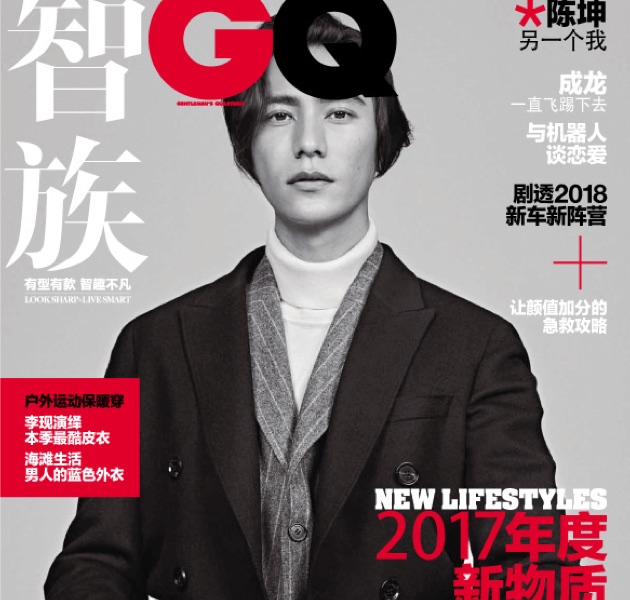 智族
GQ
GENTLEMEN'S QUARTERLY
有型有款 智趣不凡
LOOK SHARP·LIVE SMART
*陈坤
另一个我
成龙
一直飞踢下去
与机器人
谈恋爱
剧透2018
新车新阵营
+
让颜值加分的
急救攻略
户外运动保暖穿
李现演绎
本季最酷皮衣
海滩生活
男人的蓝色外衣
NEW LIFESTYLES
2017年度
新物质